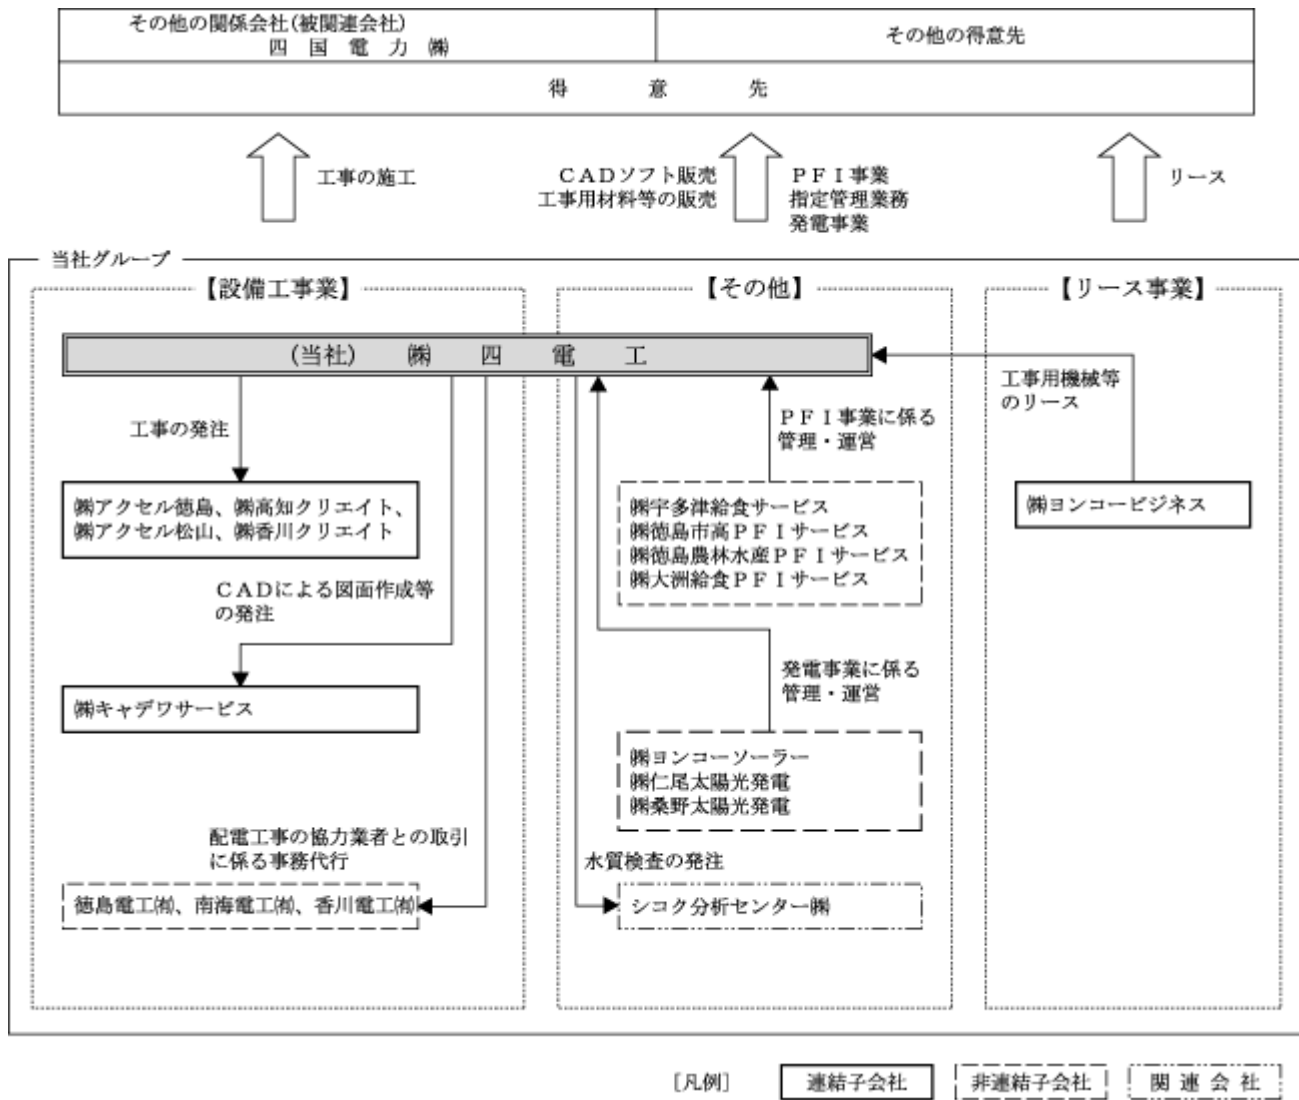 その他の関係会社(被関連会社)
四国電力㈱
その他の得意先
得意先
工事の施工
CADソフト販売
工事用材料等の販売
PFI事業
指定管理業務
発電事業
リース
当社グループ
【設備工事業】
【その他】
【リース事業】
(当社) ㈱四電工
工事の発注
PFI事業に係る
管理・運営
工事用機械等
のリース
㈱アクセル徳島、㈱高知クリエイト、
㈱アクセル松山、㈱香川クリエイト
㈱宇多津給食サービス
㈱徳島市高PFIサービス
㈱徳島農林水産PFIサービス
㈱大洲給食PFIサービス
㈱ヨンコービジネス
CADによる図面作成等
の発注
㈱キャデワサービス
発電事業に係る
管理・運営
㈱ヨンコーソーラー
㈱仁尾太陽光発電
㈱桑野太陽光発電
配電工事の協力業者との取引
に係る事務代行
徳島電工㈲、南海電工㈲、香川電工㈲
水質検査の発注
シコク分析センター㈱
[凡例]
連結子会社
非連結子会社
関連会社